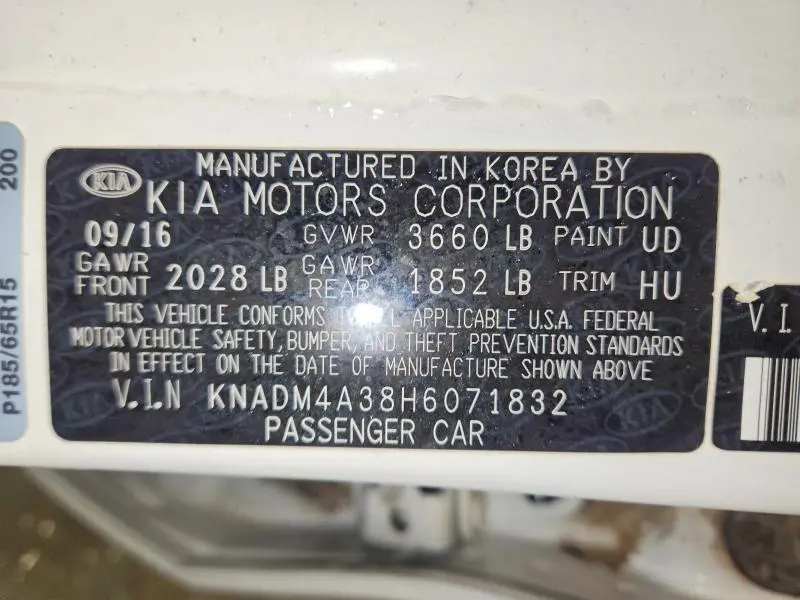 MANUFACTURED IN KOREA BY
KIA KIA MOTORS CORPORATION
09/16 GVWR 3660 LB PAINT UD
GAWR FRONT 2028 LB GAWR REAR 1852 LB TRIM HU
THIS VEHICLE CONFORMS TO ALL APPLICABLE U.S.A. FEDERAL
MOTOR VEHICLE SAFETY, BUMPER, AND THEFT PREVENTION STANDARDS
IN EFFECT ON THE DATE OF MANUFACTURE SHOWN ABOVE
V.I.N KNADM4A38H6071832
PASSENGER CAR
P185/65R15 200
V.I.